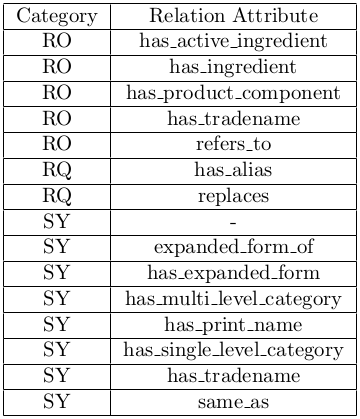 Category Relation Attribute
RO has_active_ingredient
RO has_ingredient
RO has_product_component
RO has_tradename
RO refers_to
RQ has_alias
RQ replaces
SY -
SY expanded_form_of
SY has_expanded_form
SY has_multi_level_category
SY has_print_name
SY has_single_level_category
SY has_tradename
SY same_as